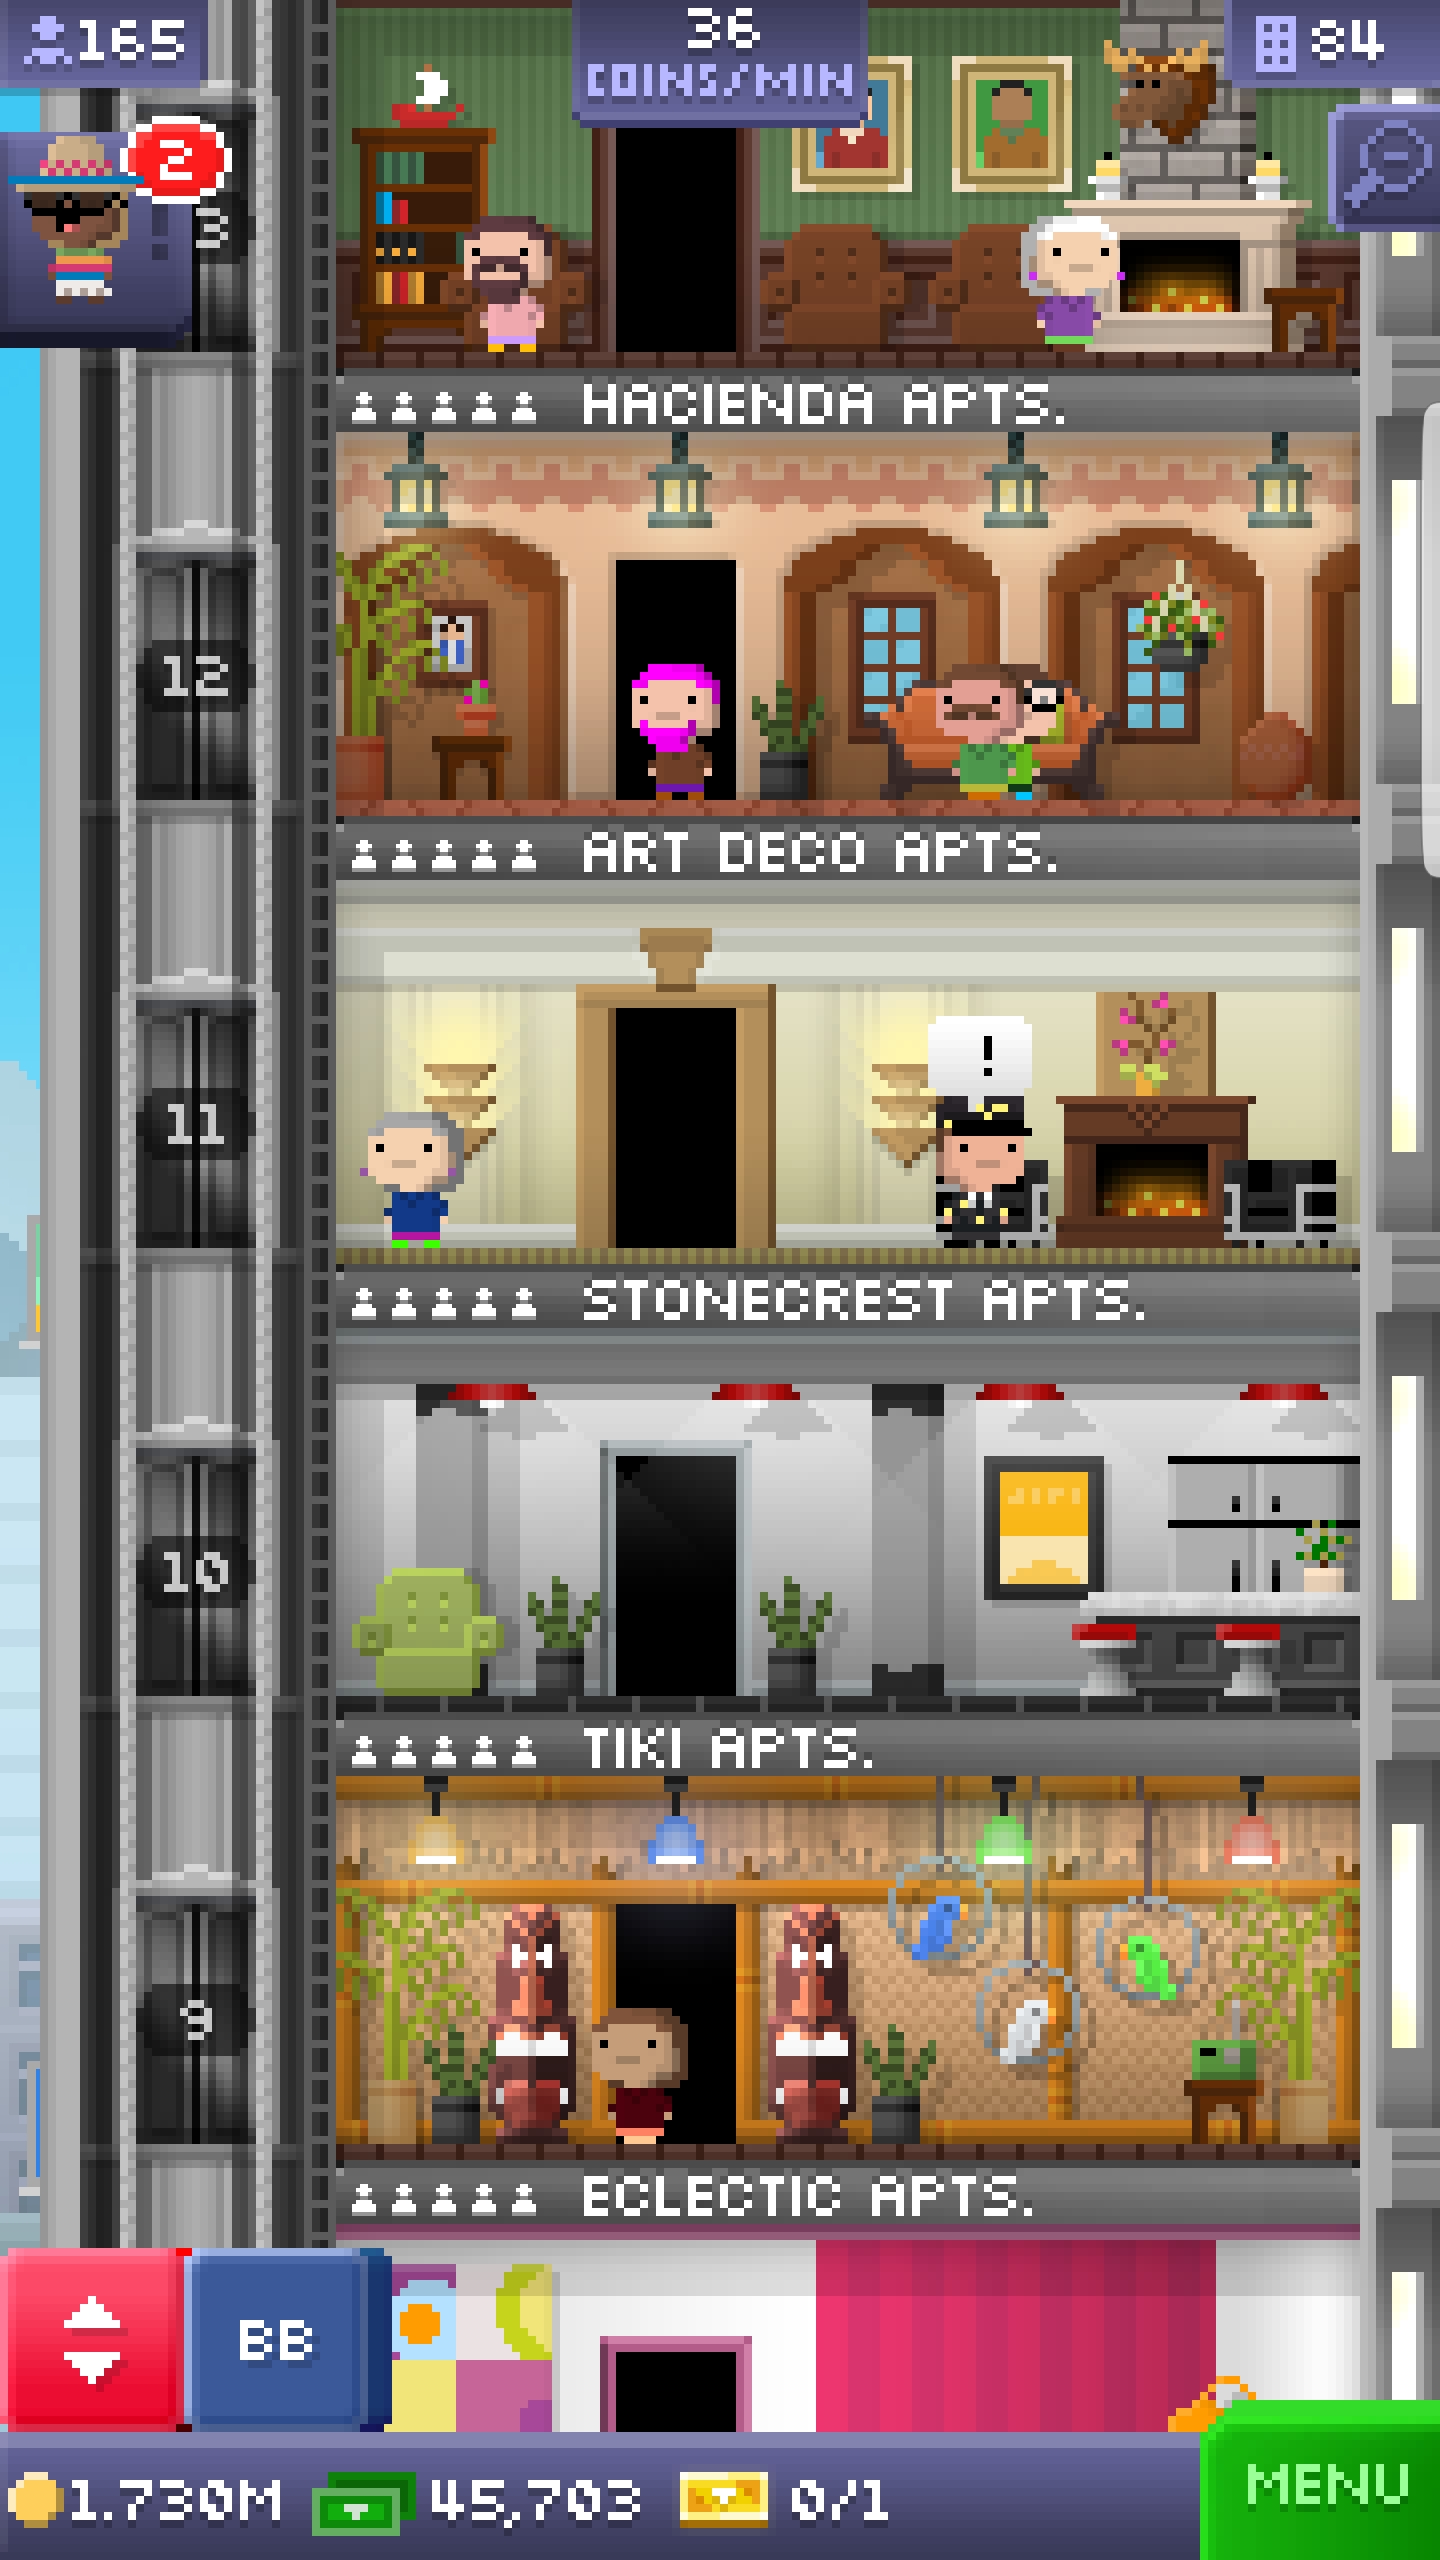 165
36
COINS/MIN
84
2
3
HACIENDA APTS.
12
ART DECO APTS.
11
!
STONECREST APTS.
10
TIKI APTS.
9
ECLECTIC APTS.
BB
1.730M 45,703 0/1
MENU